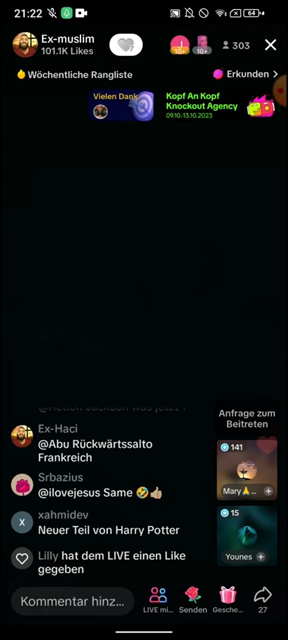 21:22
64
Ex-muslim
101.1K Likes
10+
10+
303
Wöchentliche Rangliste
Erkunden >
Vielen Dank
Kopf An Kopf
Knockout Agency
09.10.-13.10.2023
Ex-Haci
@Abu Rückwärtssalto
Frankreich
Srbazius
@ilovejesus Same 🤣👍🏼
X
xahmidev
Neuer Teil von Harry Potter
Lilly hat dem LIVE einen Like
gegeben
Anfrage zum
Beitreten
141
Mary🙏... +
15
Younes +
Kommentar hinz...
LIVE mi...
Senden
Gesche...
27